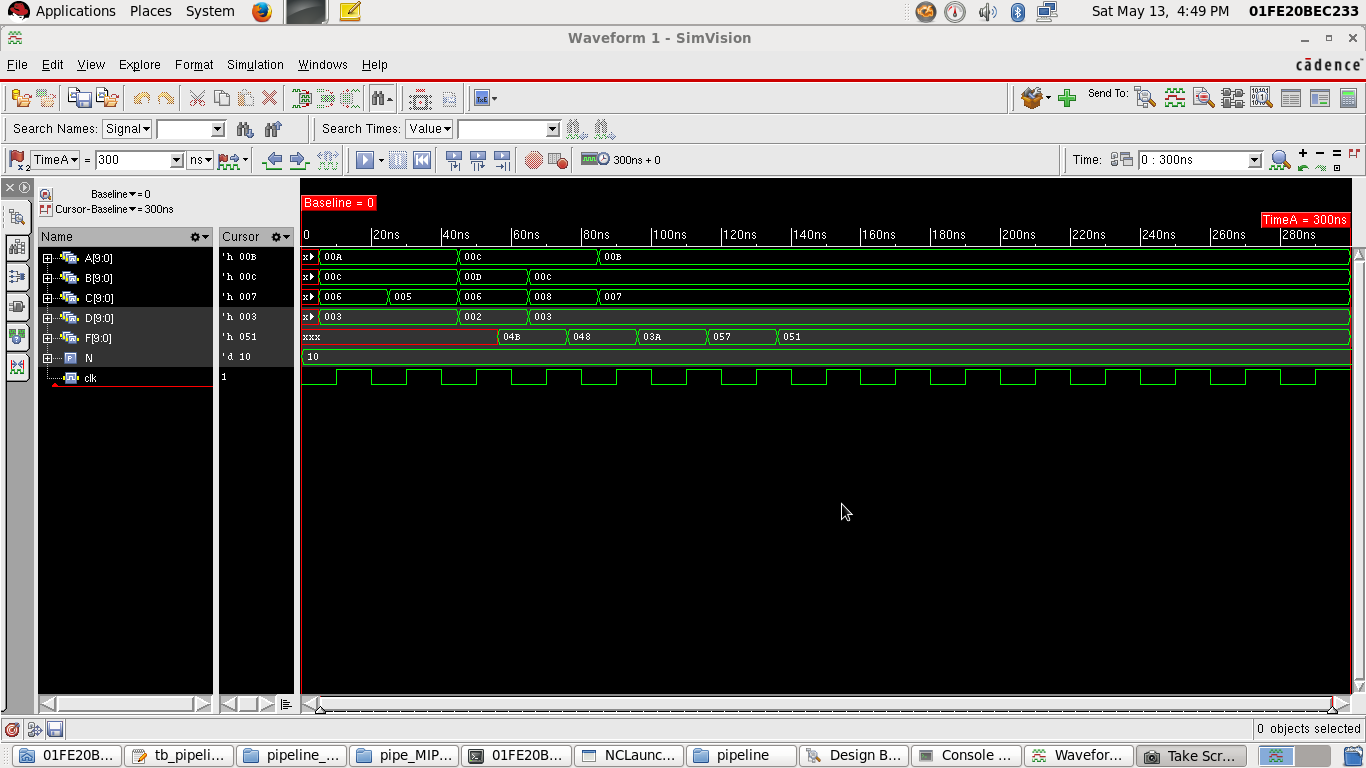 Applications Places System Sat May 13, 4:49 PM 01FE20BEC233
Waveform 1 - SimVision
File Edit View Explore Format Simulation Windows Help cādence
Send To:
Search Names: Signal Search Times: Value
TimeA = 300 ns 300ns + 0 Time: 0 : 300ns
Baseline = 0
Cursor-Baseline = 300ns
Baseline = 0
TimeA = 300ns
Name Cursor 0 20ns 40ns 60ns 80ns 100ns 120ns 140ns 160ns 180ns 200ns 220ns 240ns 260ns 280ns
A[9:0] 'h 00B x 00A 00C 00B
B[9:0] 'h 00C x 00C 00D 00C
C[9:0] 'h 007 x 006 005 006 008 007
D[9:0] 'h 003 x 003 002 003
F[9:0] 'h 051 xxx 04B 048 03A 057 051
N 'd 10 10
clk 1
0 objects selected
01FE20B... tb_pipeli... pipeline_... pipe_MIP... 01FE20B... NCLaunc... pipeline Design B... Console ... Wavefor... Take Scr...